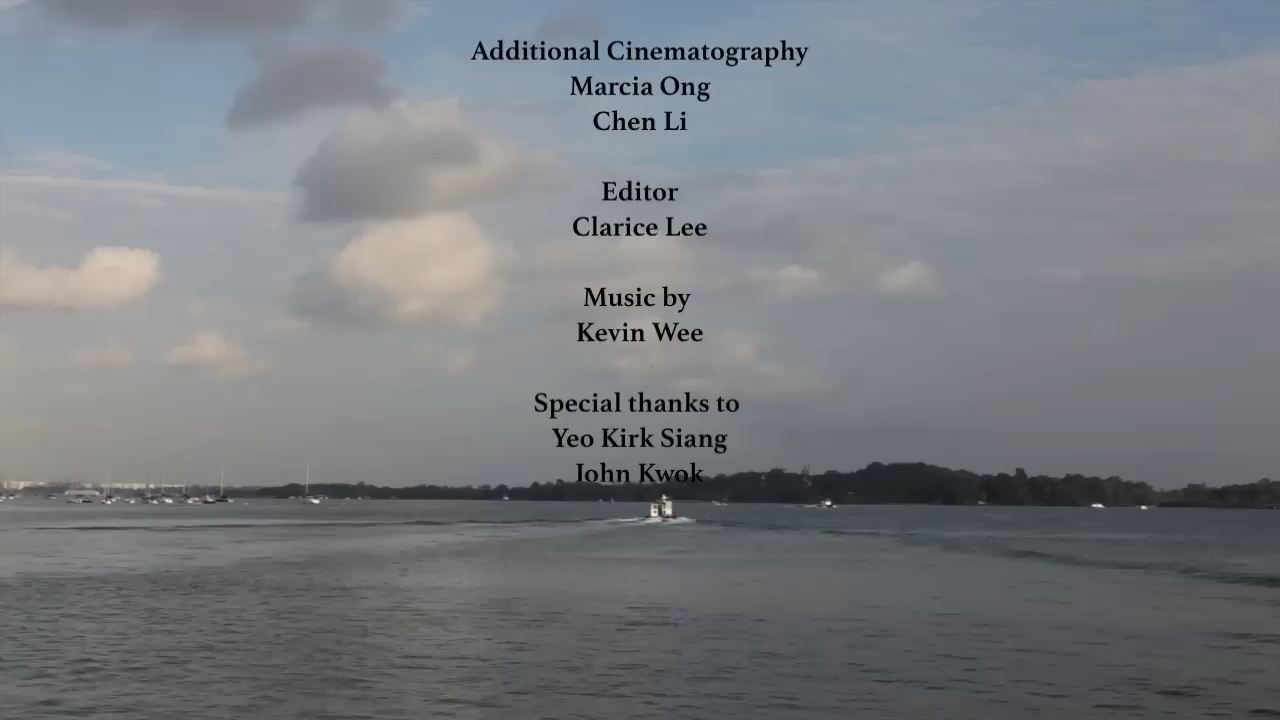 Additional Cinematography
Marcia Ong
Chen Li
Editor
Clarice Lee
Music by
Kevin Wee
Special thanks to
Yeo Kirk Siang
John Kwok